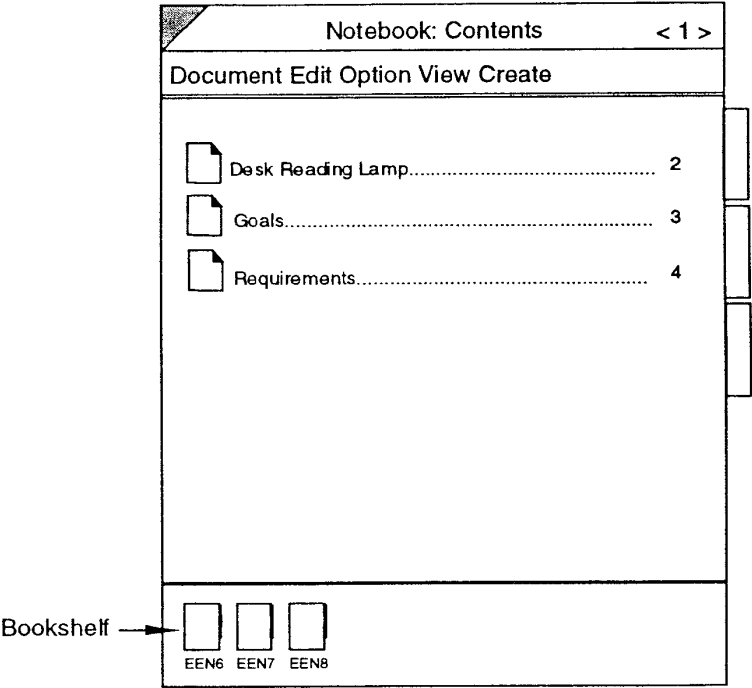 Notebook: Contents < 1 >
Document Edit Option View Create
Desk Reading Lamp............................................. 2
Goals.................................................................... 3
Requirements..................................................... 4
Bookshelf
EEN6 EEN7 EEN8